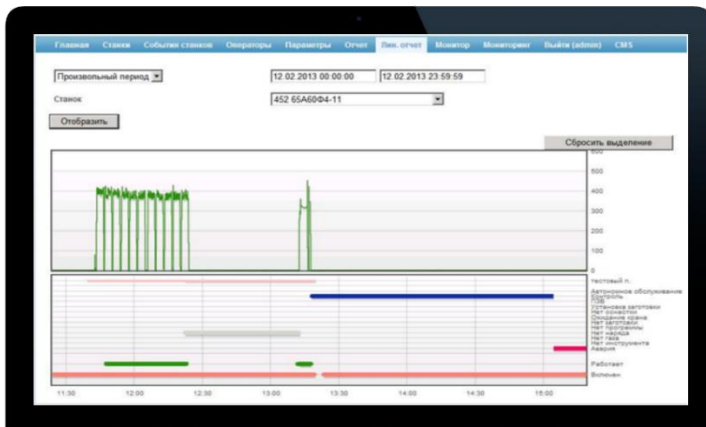 Главная Станки События станков Операторы Параметры Отчет Лин. отчет Монитор Мониторинг Выйти (admin) CMS
Произвольный период 12.02.2013 00:00:00 12.02.2013 23:59:59
Станок 452 65А60Ф4-11
Отобразить
Сбросить выделение
600
500
400
300
200
100
0
тестовый п.
Автономное обслуживание
Контроль
Установка заготовки
Нет оснастки
Ожидание крана
Нет заготовки
Нет программы
Нет наряда
Нет газа
Нет инструмента
Авария
Работает
Включен
11:30 12:00 12:30 13:00 13:30 14:00 14:30 15:00